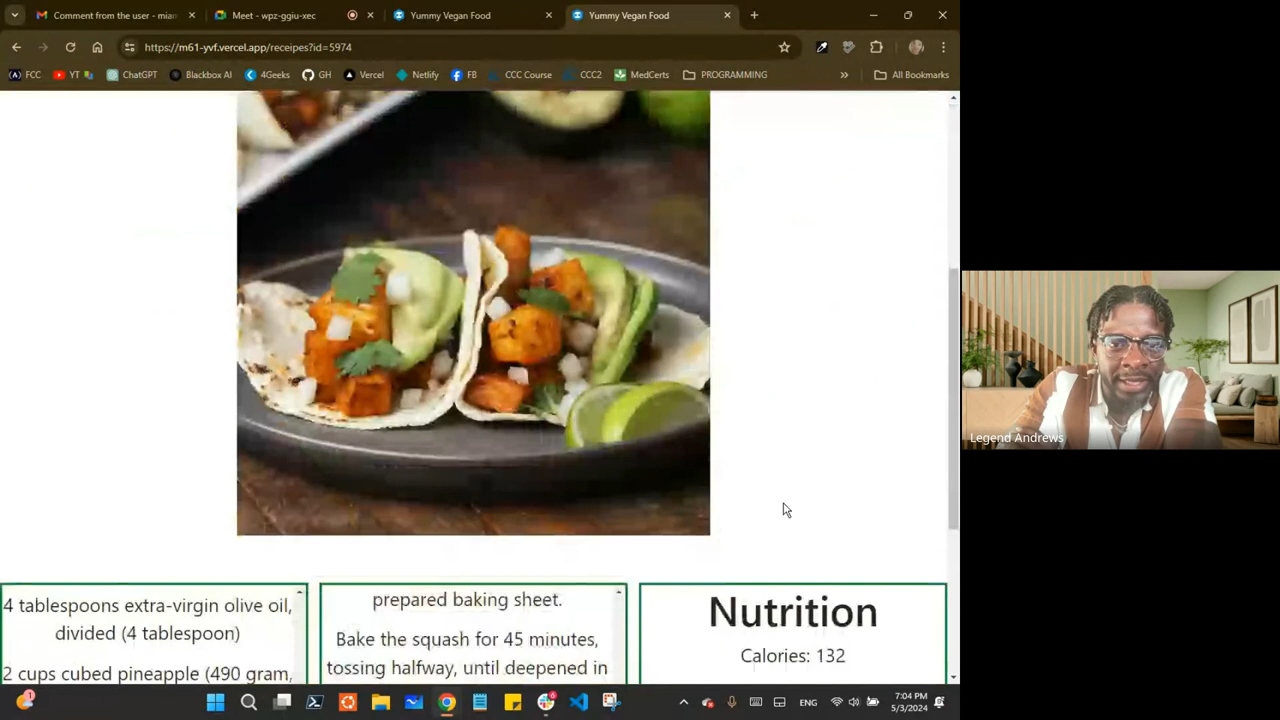 Comment from the user - miam
Meet - wpz-ggiu-xec
Yummy Vegan Food
Yummy Vegan Food
https://m61-yvf.vercel.app/receipes?id=5974
FCC
YT
ChatGPT
Blackbox AI
4Geeks
GH
Vercel
Netlify
FB
CCC Course
CCC2
MedCerts
PROGRAMMING
»
All Bookmarks
Legend Andrews
4 tablespoons extra-virgin olive oil,
divided (4 tablespoon)
2 cups cubed pineapple (490 gram,
prepared baking sheet.
Bake the squash for 45 minutes,
tossing halfway, until deepened in
Nutrition
Calories: 132
ENG
7:04 PM
5/3/2024